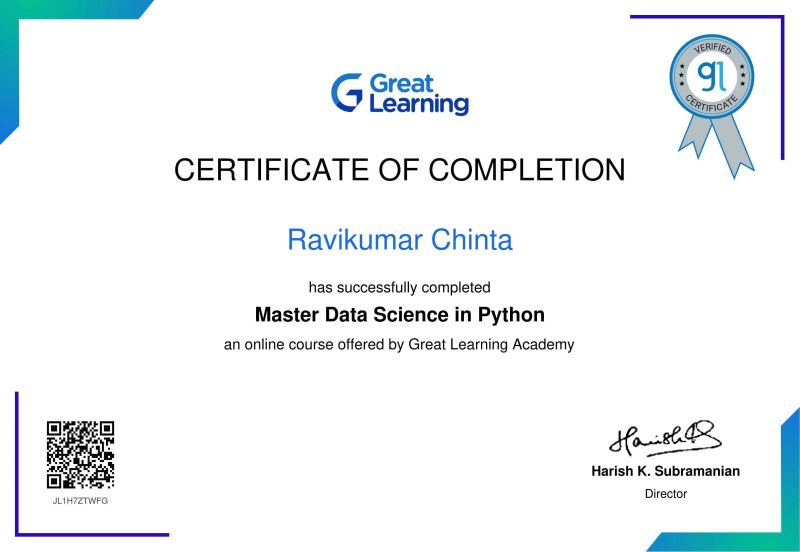 Great
Learning
VERIFIED
gl
CERTIFICATE
CERTIFICATE OF COMPLETION
Ravikumar Chinta
has successfully completed
Master Data Science in Python
an online course offered by Great Learning Academy
JL1H7ZTWFG
Harish K. Subramanian
Director